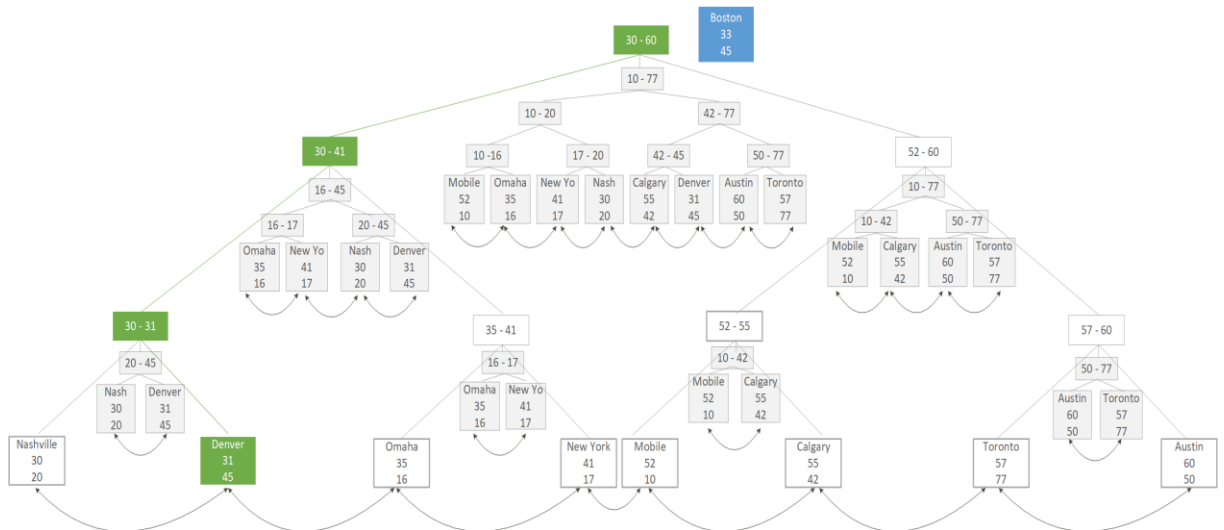 Boston
33
45
30 - 60
10 - 77
10 - 20
42 - 77
30 - 41
10 -16
17 - 20
42 - 45
50 - 77
52 - 60
Mobile
52
10
Omaha
35
16
New Yo
41
17
Nash
30
20
Calgary
55
42
Denver
31
45
Austin
60
50
Toronto
57
77
16 - 45
16 - 17
20 - 45
Omaha
35
16
New Yo
41
17
Nash
30
20
Denver
31
45
10 - 77
10 - 42
50 - 77
Mobile
52
10
Calgary
55
42
Austin
60
50
Toronto
57
77
30 - 31
35 - 41
52 - 55
57 - 60
20 - 45
Nash
30
20
Denver
31
45
16 - 17
Omaha
35
16
New Yo
41
17
10 - 42
Mobile
52
10
Calgary
55
42
50 - 77
Austin
60
50
Toronto
57
77
Nashville
30
20
Denver
31
45
Omaha
35
16
New York
41
17
Mobile
52
10
Calgary
55
42
Toronto
57
77
Austin
60
50